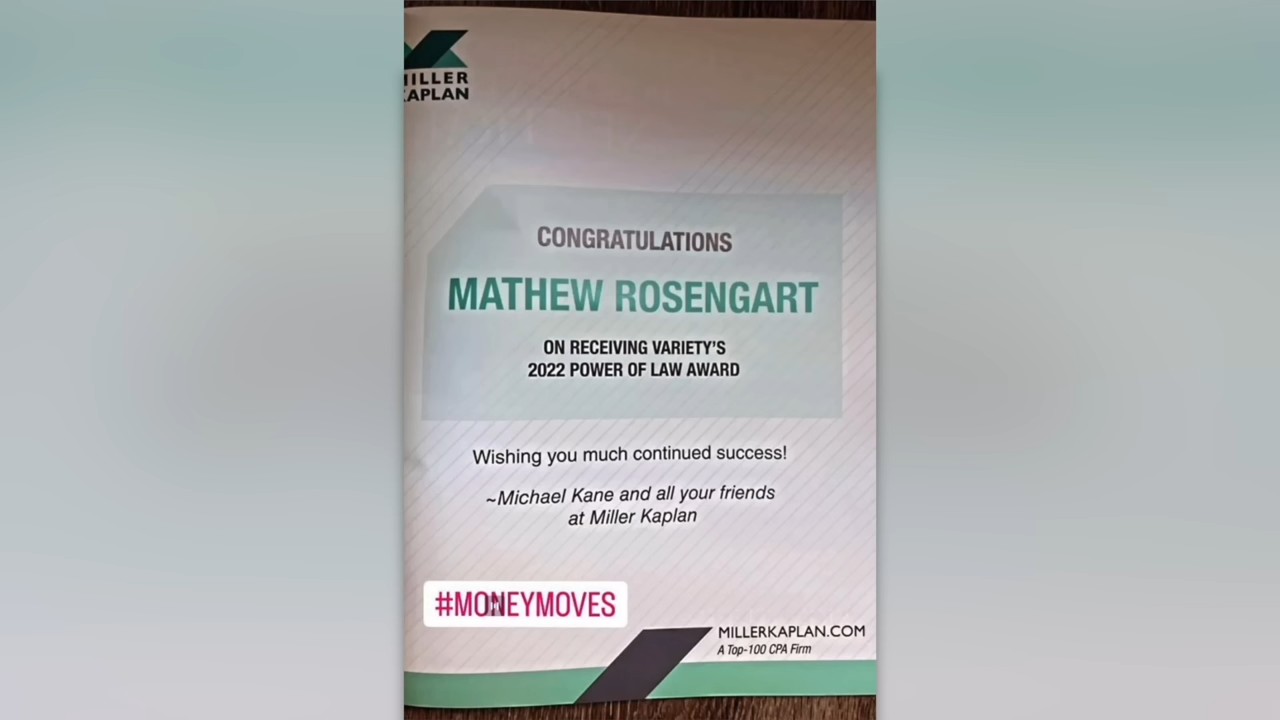 MILLER
KAPLAN
CONGRATULATIONS
MATHEW ROSENGART
ON RECEIVING VARIETY'S
2022 POWER OF LAW AWARD
Wishing you much continued success!
~Michael Kane and all your friends
at Miller Kaplan
#MONEYMOVES
MILLERKAPLAN.COM
A Top-100 CPA Firm